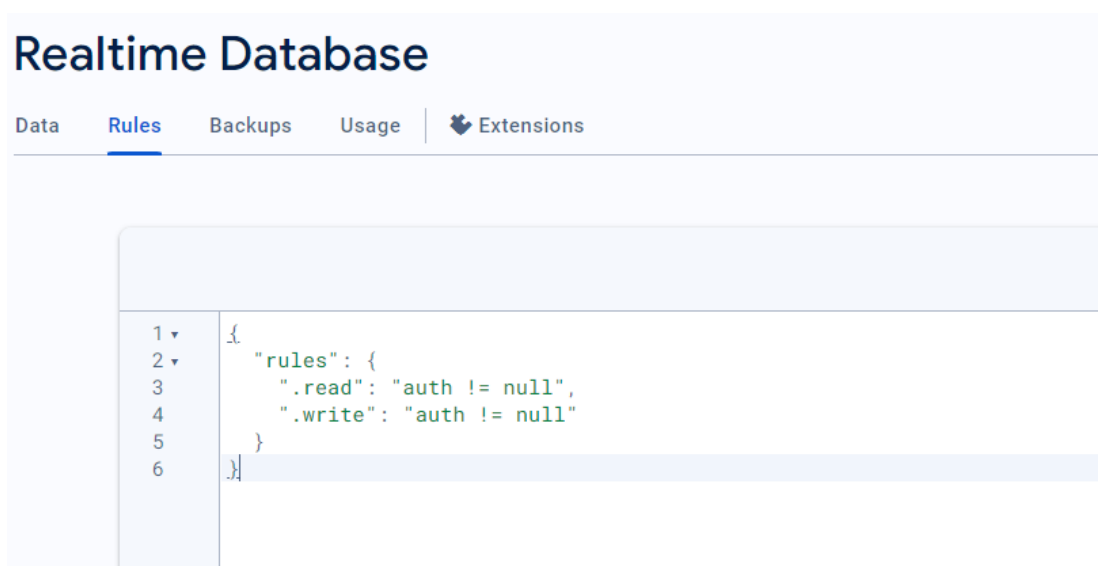 Realtime Database
Data Rules Backups Usage Extensions
1 {
2 "rules": {
3 ".read": "auth != null",
4 ".write": "auth != null"
5 }
6 }